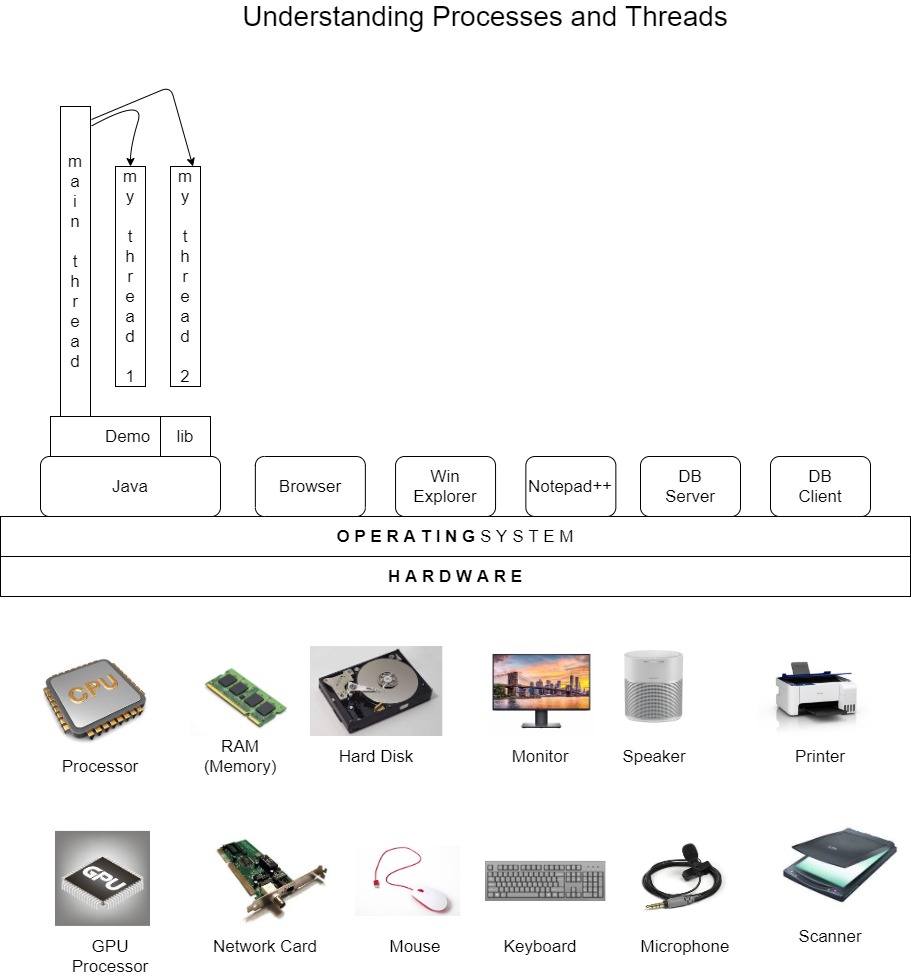 Understanding Processes and Threads
main thread
my thread 1
my thread 2
Demo
lib
Java
Browser
Win
Explorer
Notepad++
DB
Server
DB
Client
OPERATINGSYSTEM
HARDWARE
CPU
Processor
RAM
(Memory)
Hard Disk
Monitor
Speaker
Printer
GPU
GPU
Processor
Network Card
Mouse
Keyboard
Microphone
Scanner